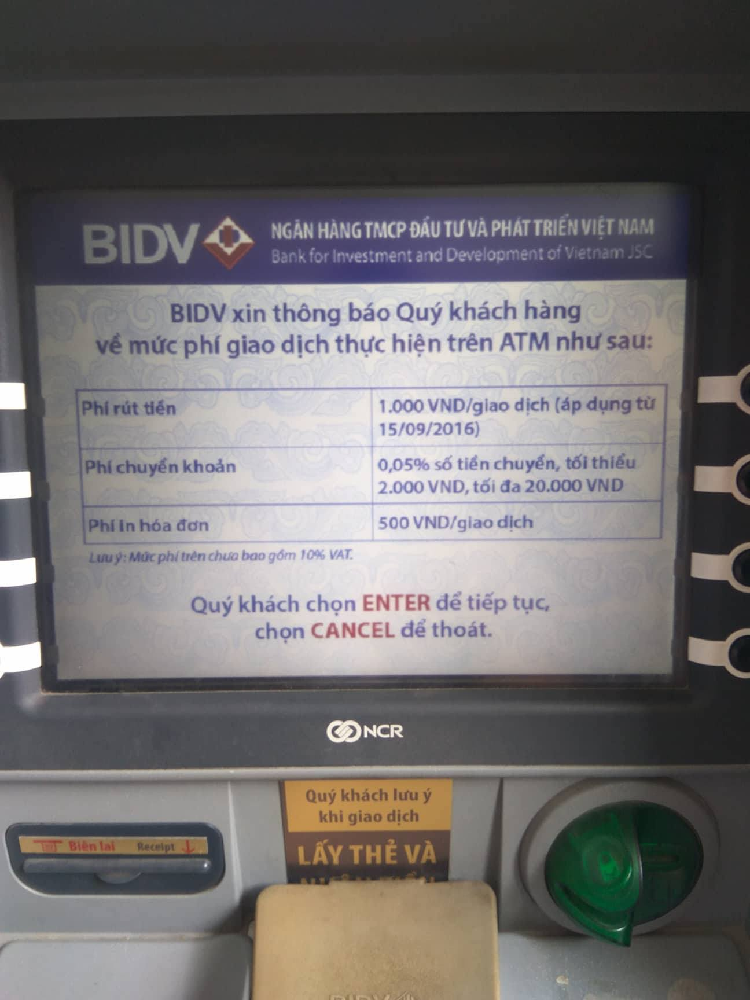 BIDV
NGÂN HÀNG TMCP ĐẦU TƯ VÀ PHÁT TRIỂN VIỆT NAM
Bank for Investment and Development of Vietnam JSC
BIDV xin thông báo Quý khách hàng
về mức phí giao dịch thực hiện trên ATM như sau:
Phí rút tiền
1.000 VND/giao dịch (áp dụng từ
15/09/2016)
Phí chuyển khoản
0,05% số tiền chuyển, tối thiểu
2.000 VND, tối đa 20.000 VND
Phí in hóa đơn
500 VND/giao dịch
Lưu ý: Mức phí trên chưa bao gồm 10% VAT.
Quý khách chọn ENTER để tiếp tục,
chọn CANCEL để thoát.
NCR
Quý khách lưu ý
khi giao dịch
LẤY THẺ VÀ
Biên lai Receipt
BIDV